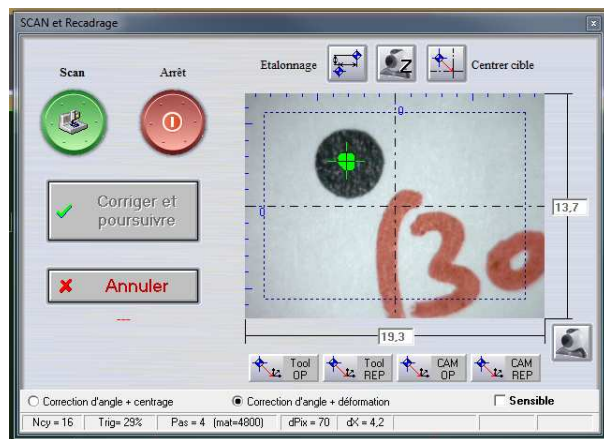 SCAN et Recadrage
x
Scan
Arrêt
Etalonnage
Z
Centrer cible
Corriger et
poursuivre
Annuler
---
0
0
(30
13,7
19,3
Tool
OP
Tool
REP
CAM
OP
CAM
REP
Correction d'angle + centrage
Correction d'angle + déformation
Sensible
Ncy = 16
Trig= 29%
Pas = 4 (mat=4800)
dPix = 70
dX = 4,2